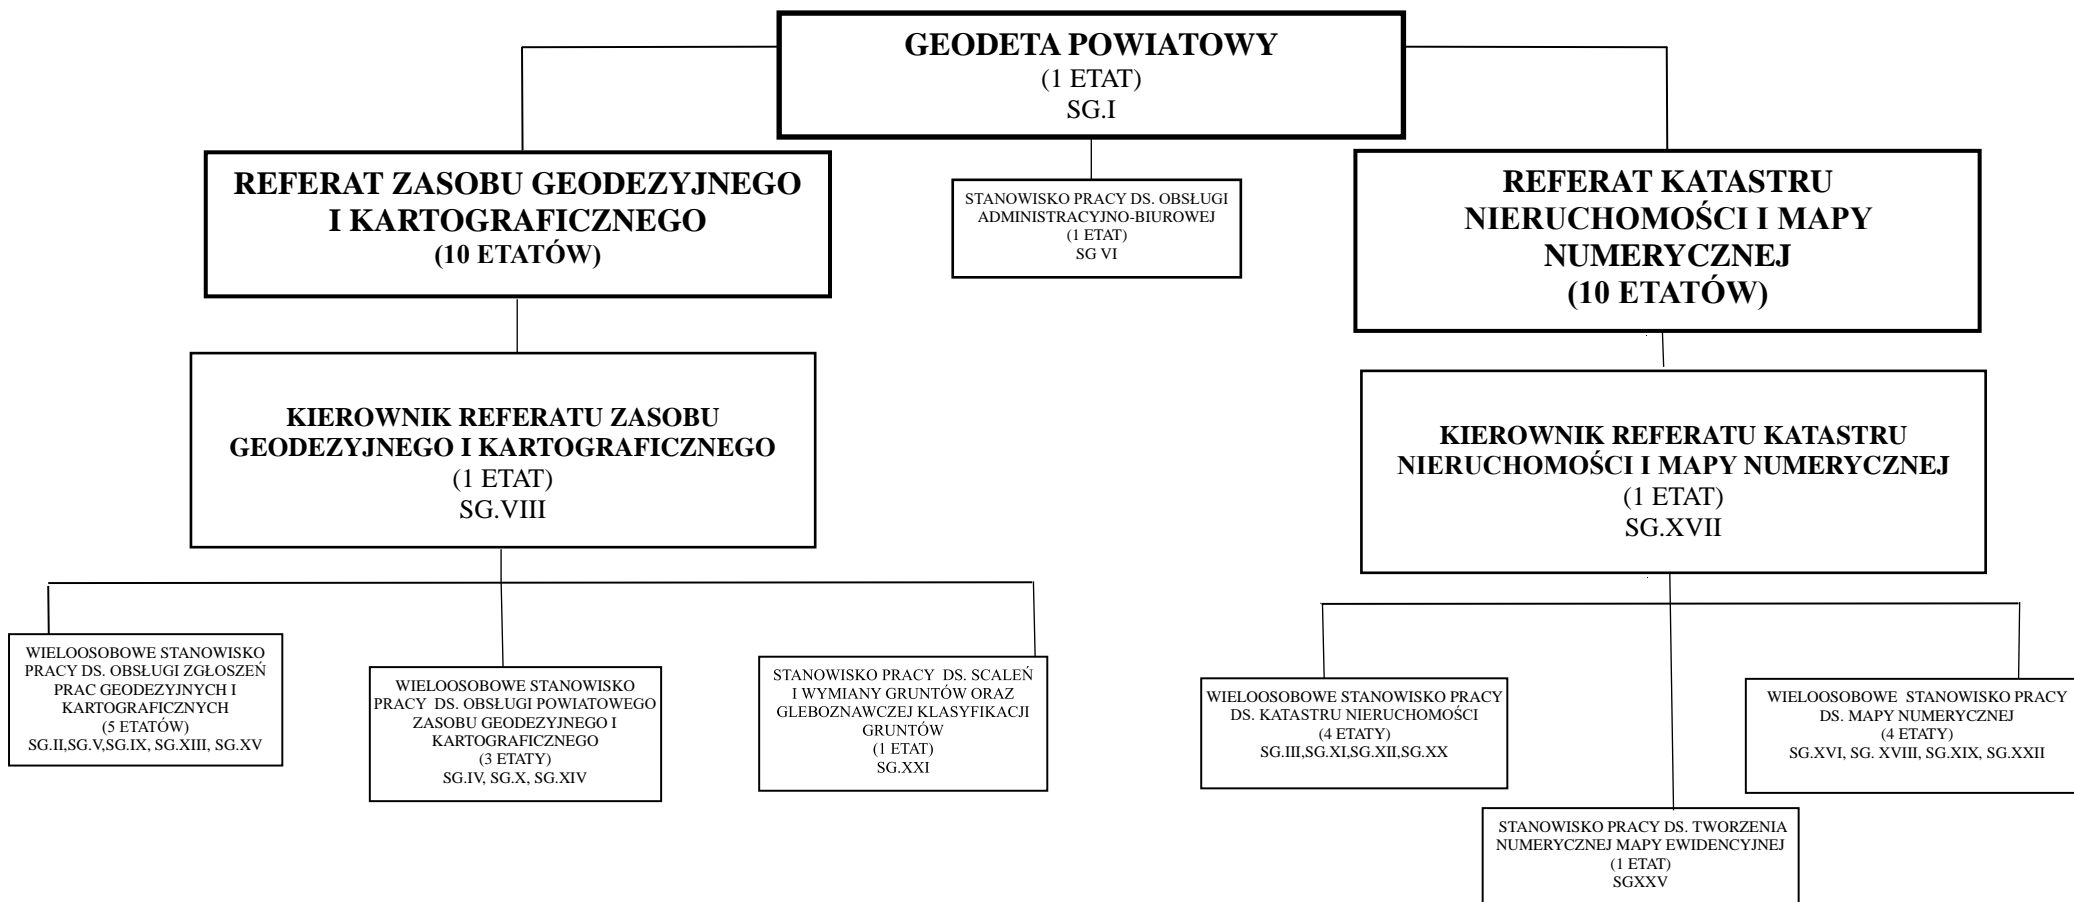 GEODETA POWIATOWY
(1 ETAT)
SG.I
REFERAT ZASOBU GEODEZYJNEGO
I KARTOGRAFICZNEGO
(10 ETATÓW)
STANOWISKO PRACY DS. OBSŁUGI
ADMINISTRACYJNO-BIUROWEJ
(1 ETAT)
SG VI
REFERAT KATASTRU
NIERUCHOMOŚCI I MAPY
NUMERYCZNEJ
(10 ETATÓW)
KIEROWNIK REFERATU ZASOBU
GEODEZYJNEGO I KARTOGRAFICZNEGO
(1 ETAT)
SG.VIII
KIEROWNIK REFERATU KATASTRU
NIERUCHOMOŚCI I MAPY NUMERYCZNEJ
(1 ETAT)
SG.XVII
WIELOOSOBOWE STANOWISKO
PRACY DS. OBSŁUGI ZGŁOSZEŃ
PRAC GEODEZYJNYCH I
KARTOGRAFICZNYCH
(5 ETATÓW)
SG.II,SG.V,SG.IX, SG.XIII, SG.XV
WIELOOSOBOWE STANOWISKO
PRACY DS. OBSŁUGI POWIATOWEGO
ZASOBU GEODEZYJNEGO I
KARTOGRAFICZNEGO
(3 ETATY)
SG.IV, SG.X, SG.XIV
STANOWISKO PRACY DS. SCALEŃ
I WYMIANY GRUNTÓW ORAZ
GLEBOZNAWCZEJ KLASYFIKACJI
GRUNTÓW
(1 ETAT)
SG.XXI
WIELOOSOBOWE STANOWISKO PRACY
DS. KATASTRU NIERUCHOMOŚCI
(4 ETATY)
SG.III,SG.XI,SG.XII,SG.XX
WIELOOSOBOWE STANOWISKO PRACY
DS. MAPY NUMERYCZNEJ
(4 ETATY)
SG.XVI, SG. XVIII, SG.XIX, SG.XXII
STANOWISKO PRACY DS. TWORZENIA
NUMERYCZNEJ MAPY EWIDENCYJNEJ
(1 ETAT)
SGXXV